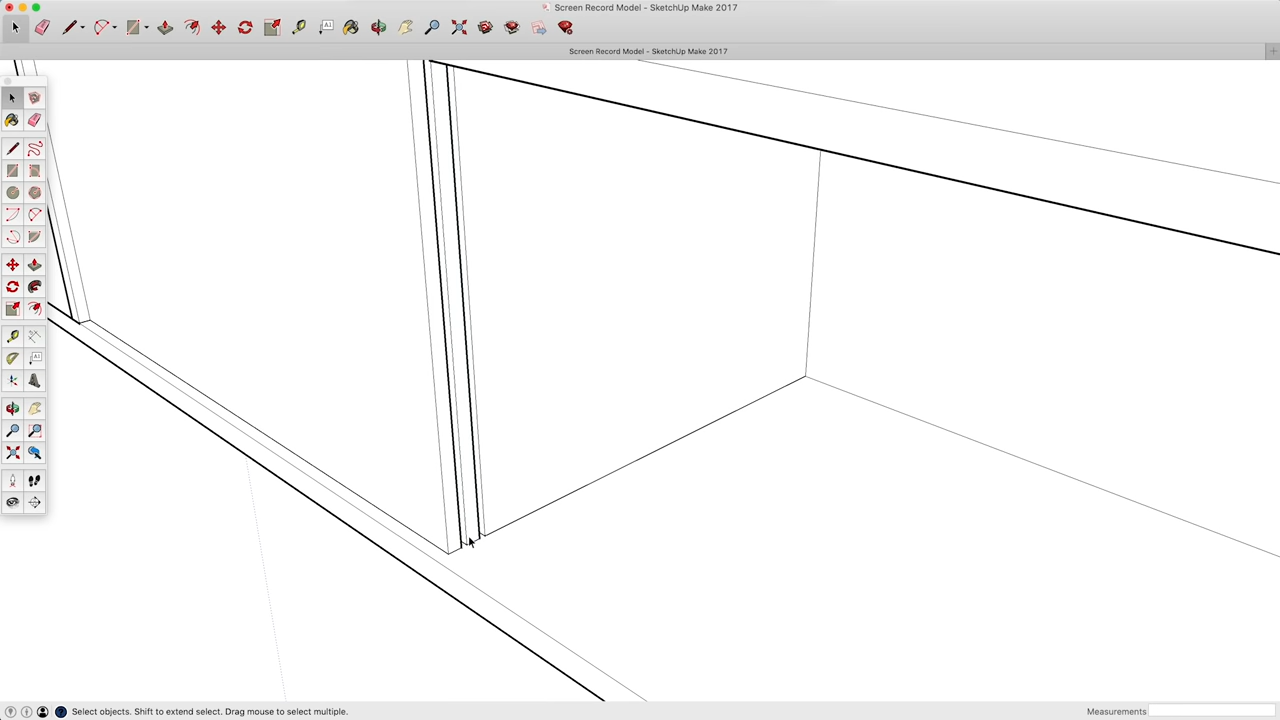 Screen Record Model - SketchUp Make 2017
Screen Record Model - SketchUp Make 2017
Select objects. Shift to extend select. Drag mouse to select multiple.
Measurements